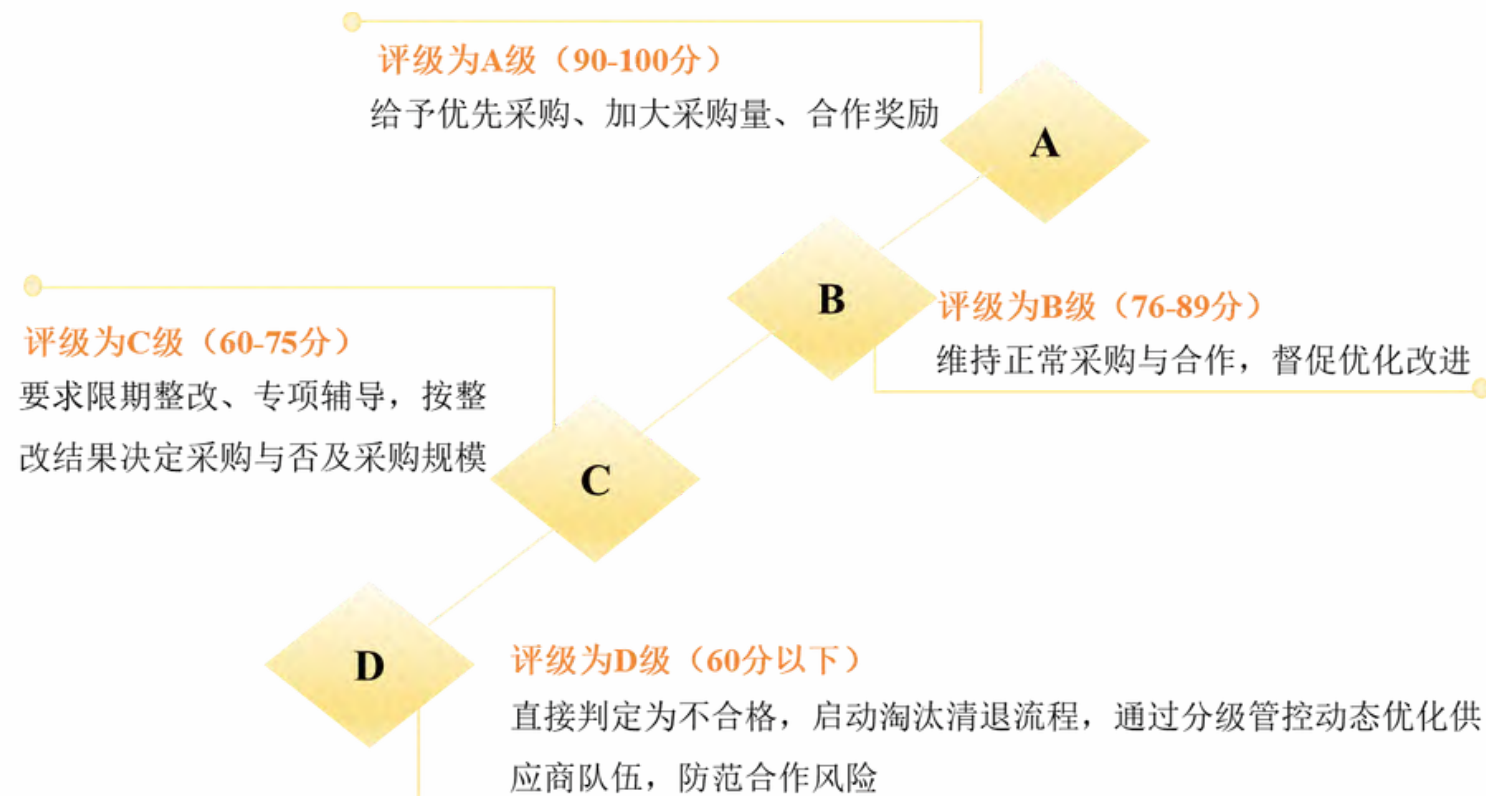 评级为A级（90-100分）
给予优先采购、加大采购量、合作奖励
A
B
评级为B级（76-89分）
维持正常采购与合作，督促优化改进
评级为C级（60-75分）
要求限期整改、专项辅导，按整
改结果决定采购与否及采购规模
C
D
评级为D级（60分以下）
直接判定为不合格，启动淘汰清退流程，通过分级管控动态优化供
应商队伍，防范合作风险